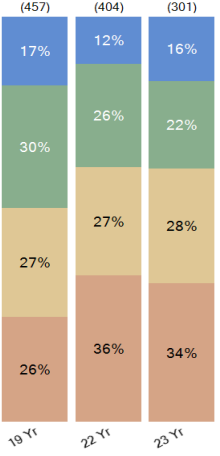 (457) (404) (301)
17% 12% 16%
30% 26% 22%
27% 27% 28%
26% 36% 34%
19 Yr 22 Yr 23 Yr